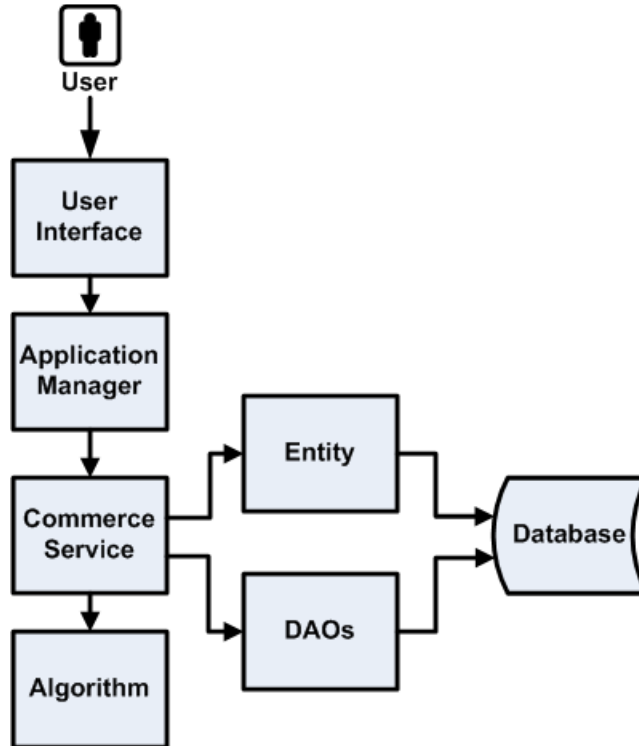 User
User
Interface
Application
Manager
Commerce
Service
Entity
Database
DAOs
Algorithm